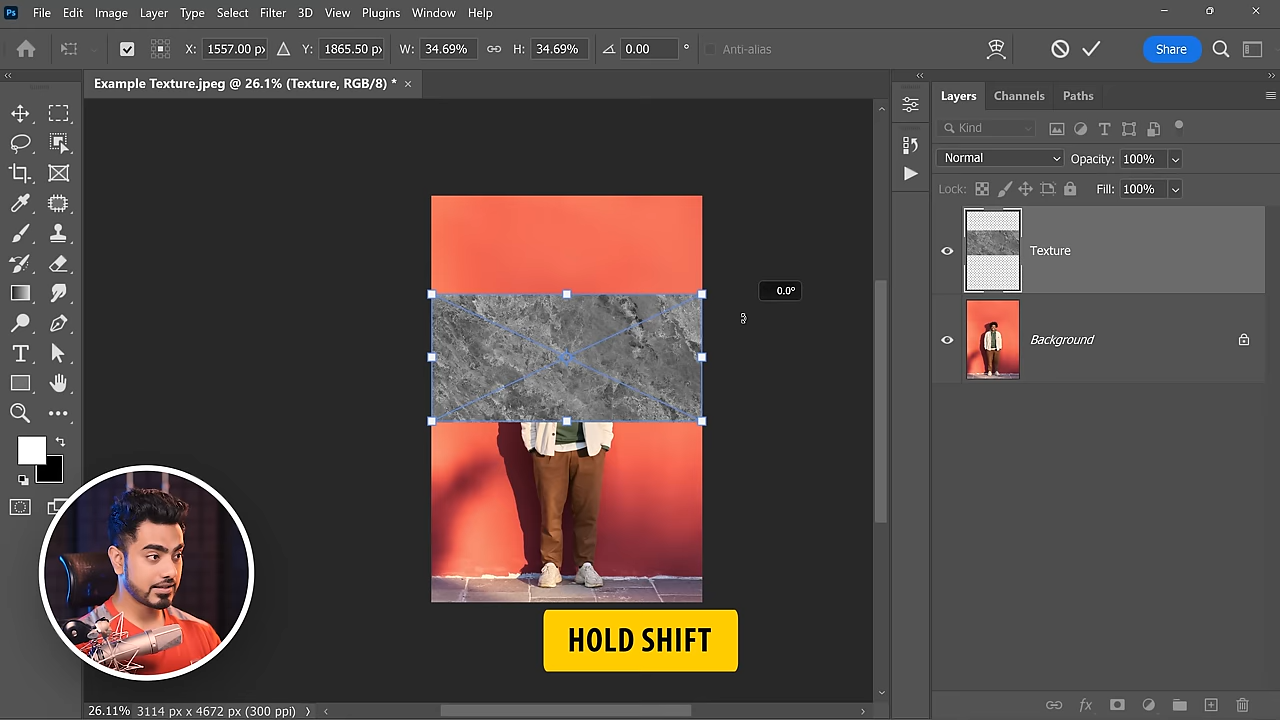 Ps File Edit Image Layer Type Select Filter 3D View Plugins Window Help
X: 1557.00 px Y: 1865.50 px W: 34.69% H: 34.69% 0.00 ° Anti-alias Share
Example Texture.jpeg @ 26.1% (Texture, RGB/8) * ×
Layers Channels Paths
Kind
Normal Opacity: 100%
Lock: Fill: 100%
Texture
0.0°
Background
HOLD SHIFT
26.11% 3114 px x 4672 px (300 ppi)